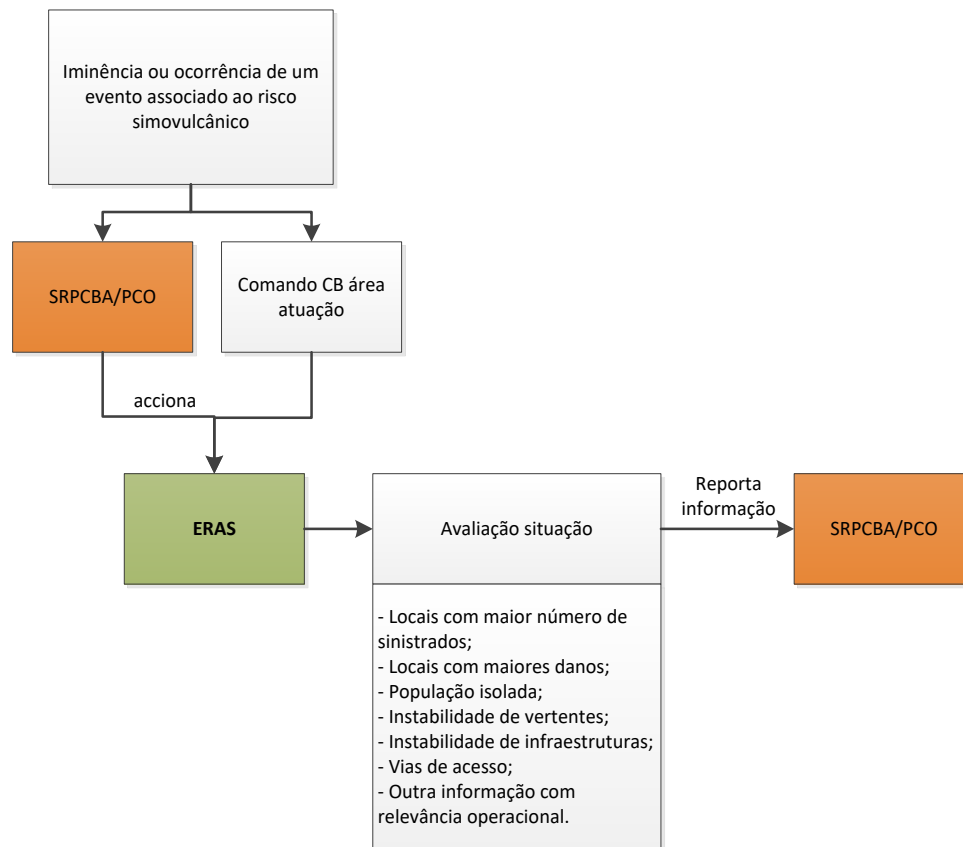 Iminência ou ocorrência de um
evento associado ao risco
simovulcânico
SRPCBA/PCO
Comando CB área
atuação
acciona
ERAS
Avaliação situação
Reporta
informação
SRPCBA/PCO
- Locais com maior número de
sinistrados;
- Locais com maiores danos;
- População isolada;
- Instabilidade de vertentes;
- Instabilidade de infraestruturas;
- Vias de acesso;
- Outra informação com
relevância operacional.